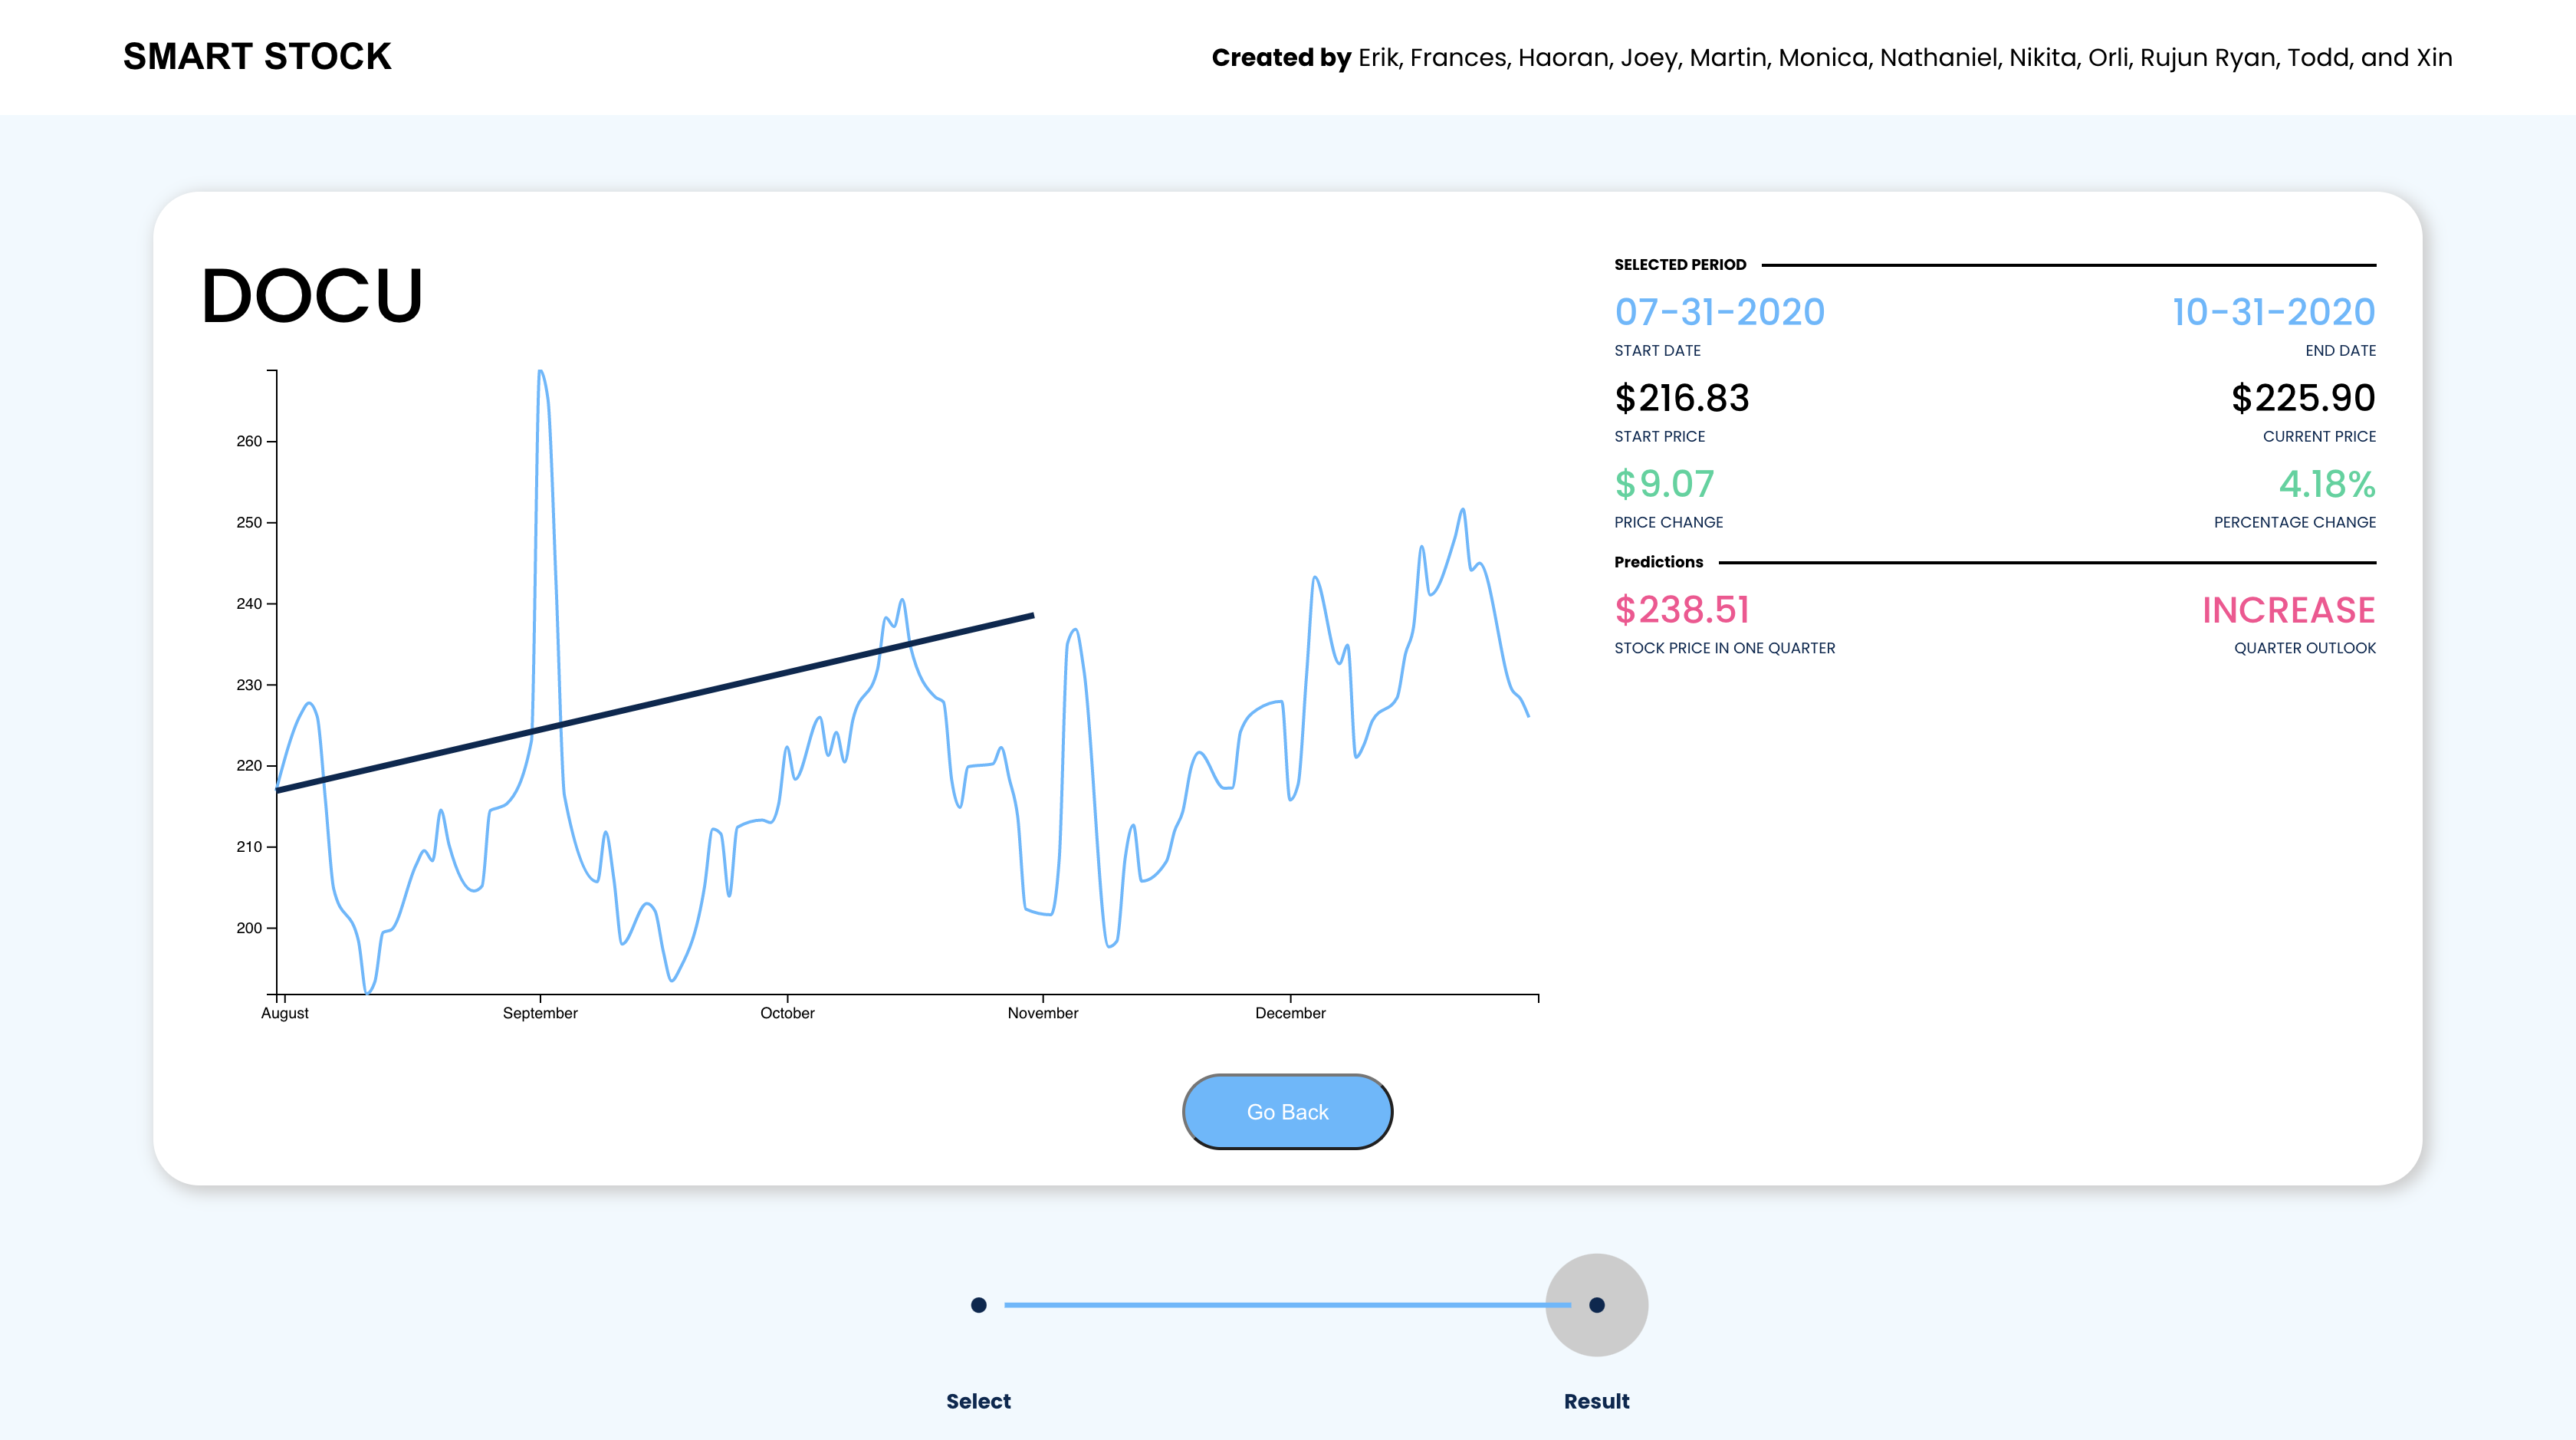 SMART STOCK
Created by Erik, Frances, Haoran, Joey, Martin, Monica, Nathaniel, Nikita, Orli, Rujun Ryan, Todd, and Xin
DOCU
260
250
240
230
220
210
200
August September October November December
SELECTED PERIOD
07-31-2020 10-31-2020
START DATE END DATE
$216.83 $225.90
START PRICE CURRENT PRICE
$9.07 4.18%
PRICE CHANGE PERCENTAGE CHANGE
Predictions
$238.51 INCREASE
STOCK PRICE IN ONE QUARTER QUARTER OUTLOOK
Go Back
Select Result